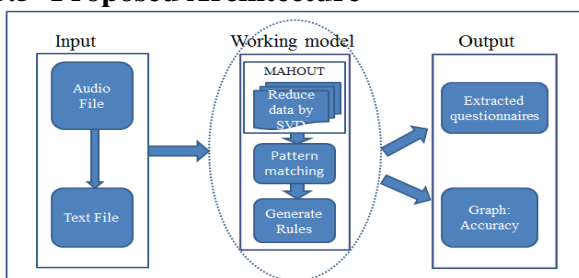 Proposed Architecture
Input
Working model
Output
Audio
File
Text File
MAHOUT
Reduce
data by
SVD
Pattern
matching
Generate
Rules
Extracted
questionnaires
Graph:
Accuracy